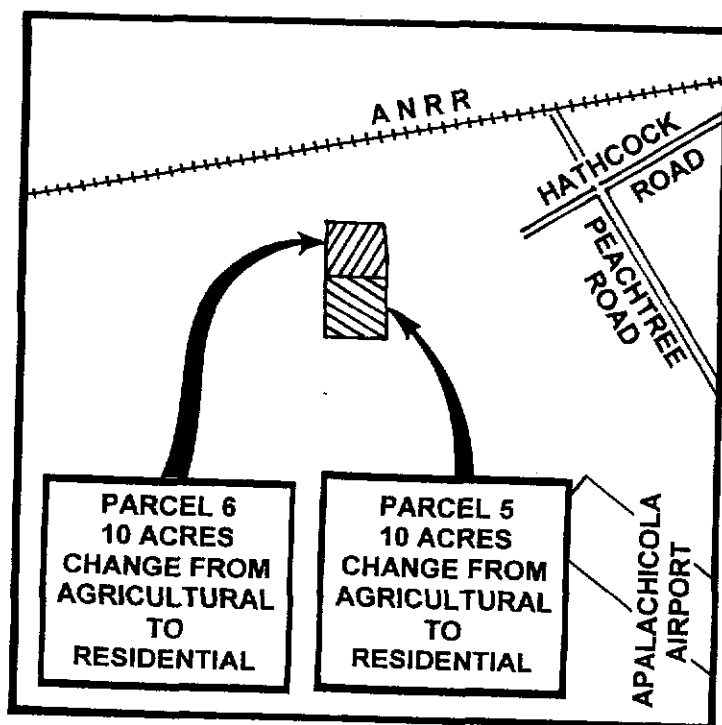 ANRR
HATHCOCK
ROAD
PEACHTREE
ROAD
PARCEL 6
10 ACRES
CHANGE FROM
AGRICULTURAL
TO
RESIDENTIAL
PARCEL 5
10 ACRES
CHANGE FROM
AGRICULTURAL
TO
RESIDENTIAL
APALACHICOLA
AIRPORT